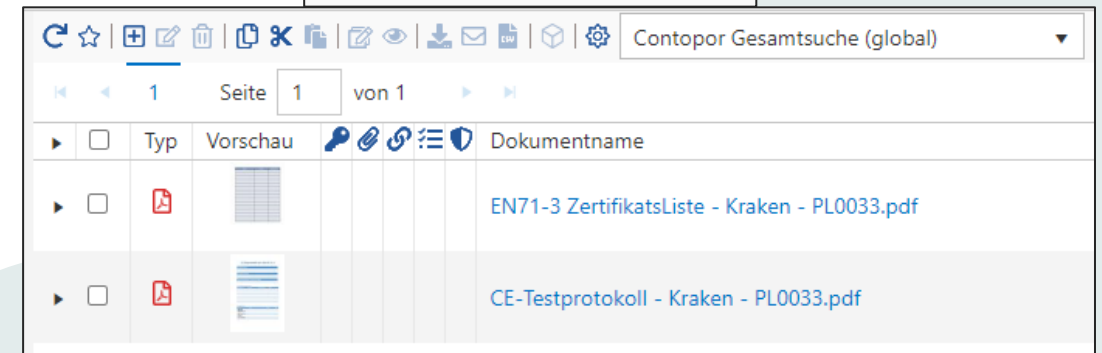 Contopor Gesamtsuche (global)
1 Seite 1 von 1
Typ Vorschau Dokumentname
EN71-3 ZertifikatsListe - Kraken - PL0033.pdf
CE-Testprotokoll - Kraken - PL0033.pdf